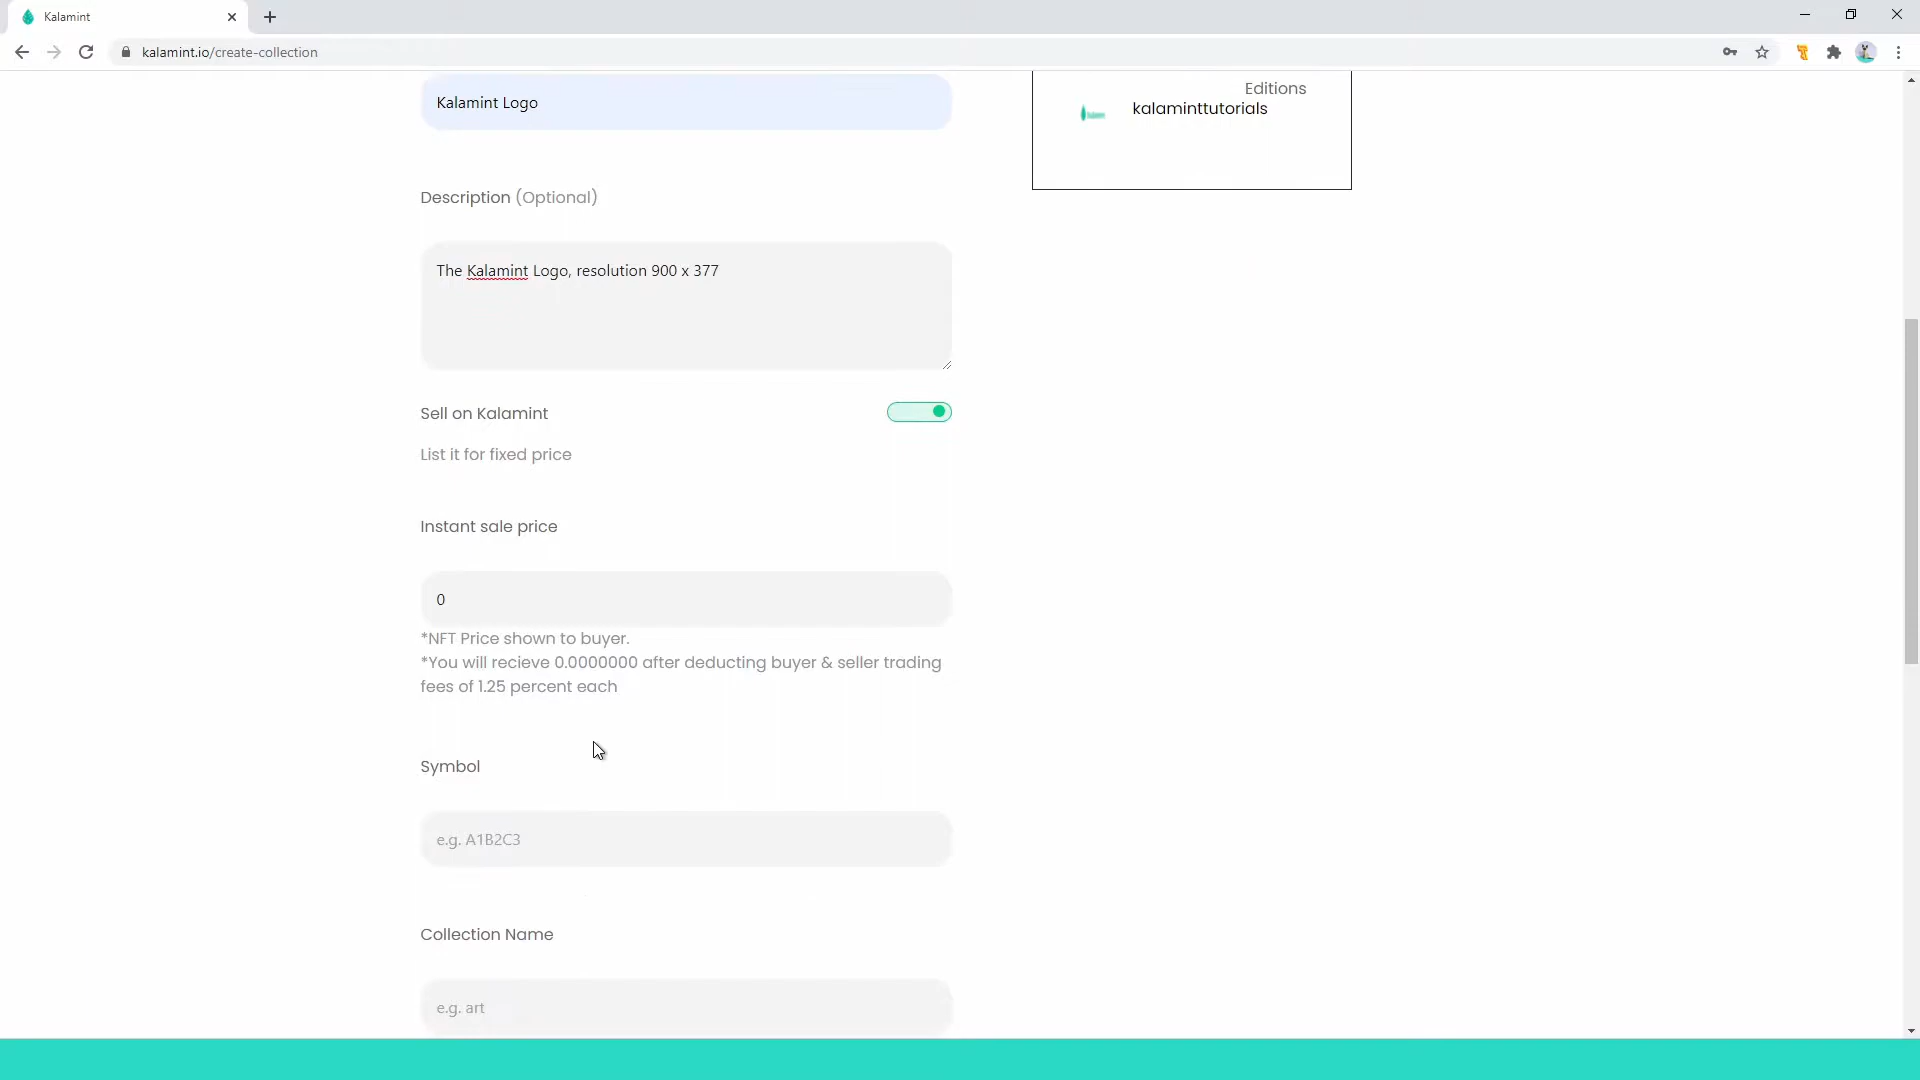 Kalamint
kalamint.io/create-collection
Kalamint Logo
Editions
kalaminttutorials
Description (Optional)
The Kalamint Logo, resolution 900 x 377
Sell on Kalamint
List it for fixed price
Instant sale price
0
*NFT Price shown to buyer.
*You will recieve 0.0000000 after deducting buyer & seller trading
fees of 1.25 percent each
Symbol
e.g. A1B2C3
Collection Name
e.g. art